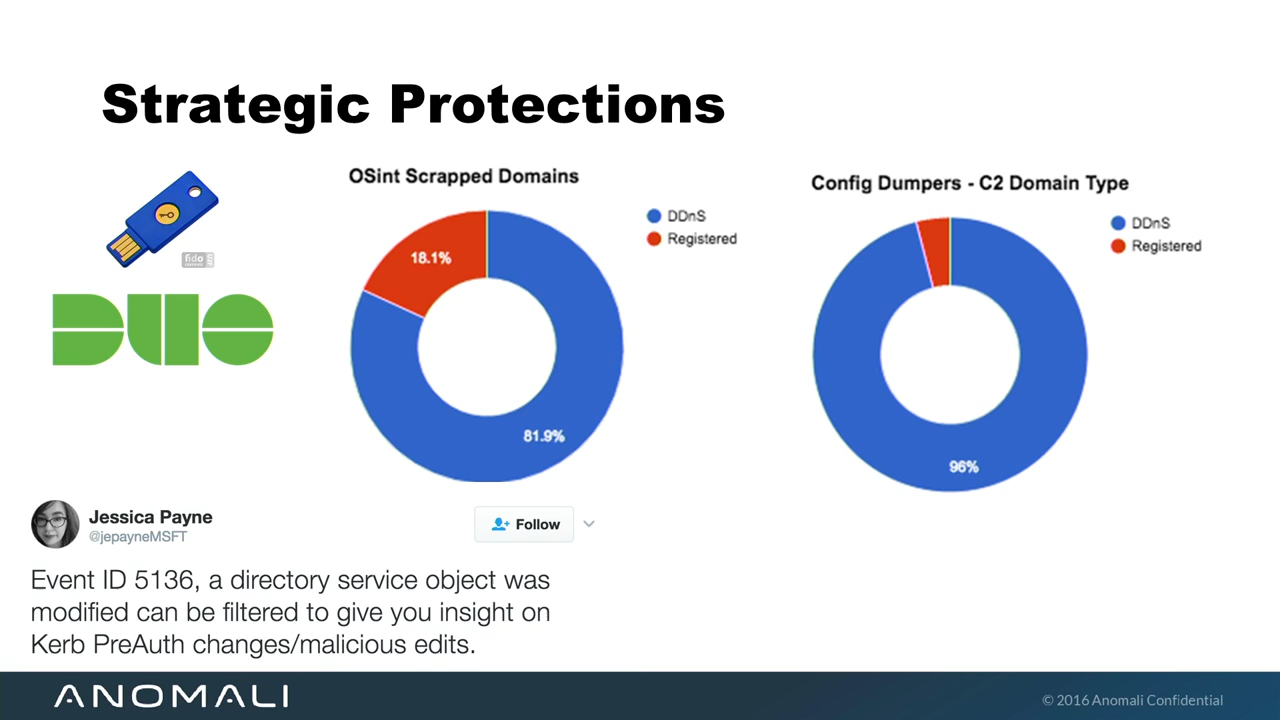 Strategic Protections
fido
DUO
OSint Scrapped Domains
DDnS
Registered
18.1%
81.9%
Config Dumpers - C2 Domain Type
DDnS
Registered
96%
Jessica Payne
@jepayneMSFT
Follow
Event ID 5136, a directory service object was
modified can be filtered to give you insight on
Kerb PreAuth changes/malicious edits.
ANOMALI
© 2016 Anomali Confidential